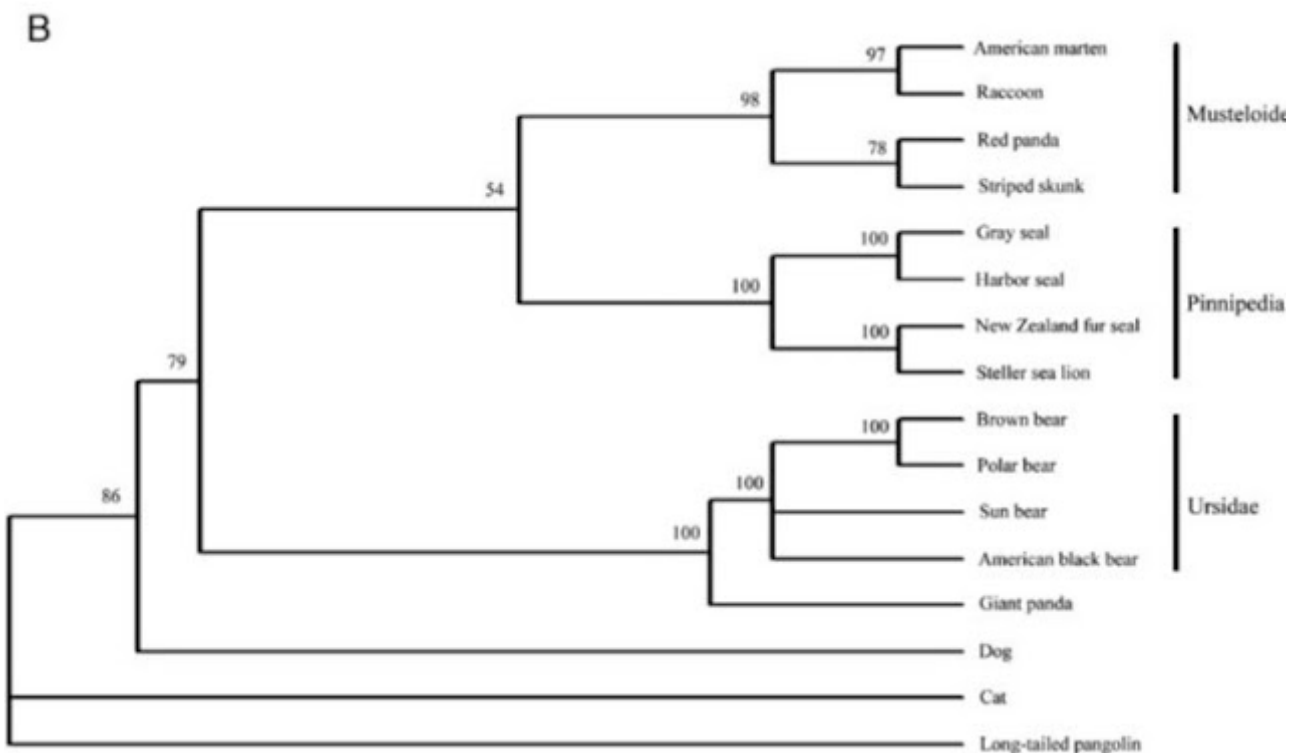 B
American marten
97
Raccoon
98
Musteloide
Red panda
78
Striped skunk
54
Gray seal
100
Harbor seal
100
Pinnipedia
New Zealand fur seal
100
Steller sea lion
79
Brown bear
100
Polar bear
100
86
Sun bear
Ursidae
100
American black bear
Giant panda
Dog
Cat
Long-tailed pangolin